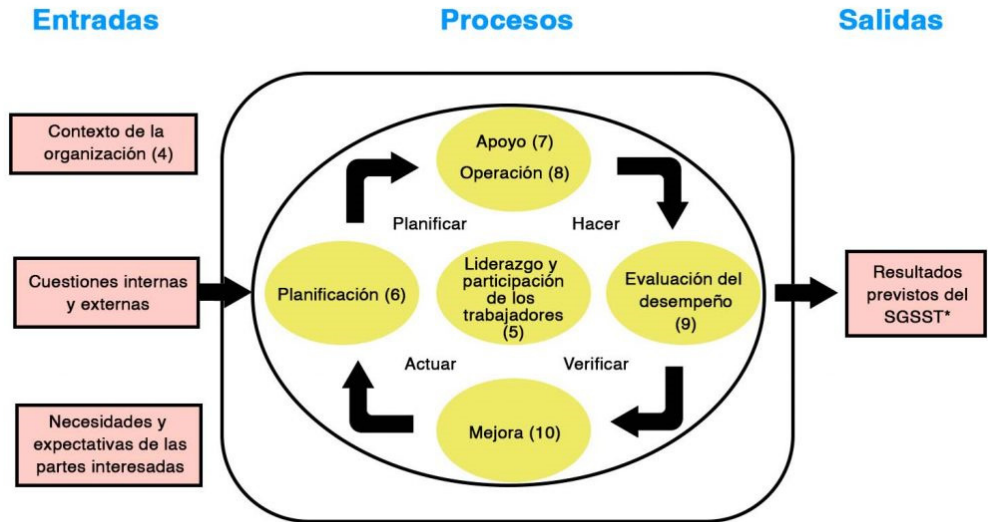 Entradas
Procesos
Salidas
Contexto de la
organización (4)
Cuestiones internas
y externas
Necesidades y
expectativas de las
partes interesadas
Apoyo (7)
Operación (8)
Planificar
Hacer
Planificación (6)
Liderazgo y
participación
de los
trabajadores
(5)
Evaluación del
desempeño
(9)
Actuar
Verificar
Mejora (10)
Resultados
previstos del
SGSST*